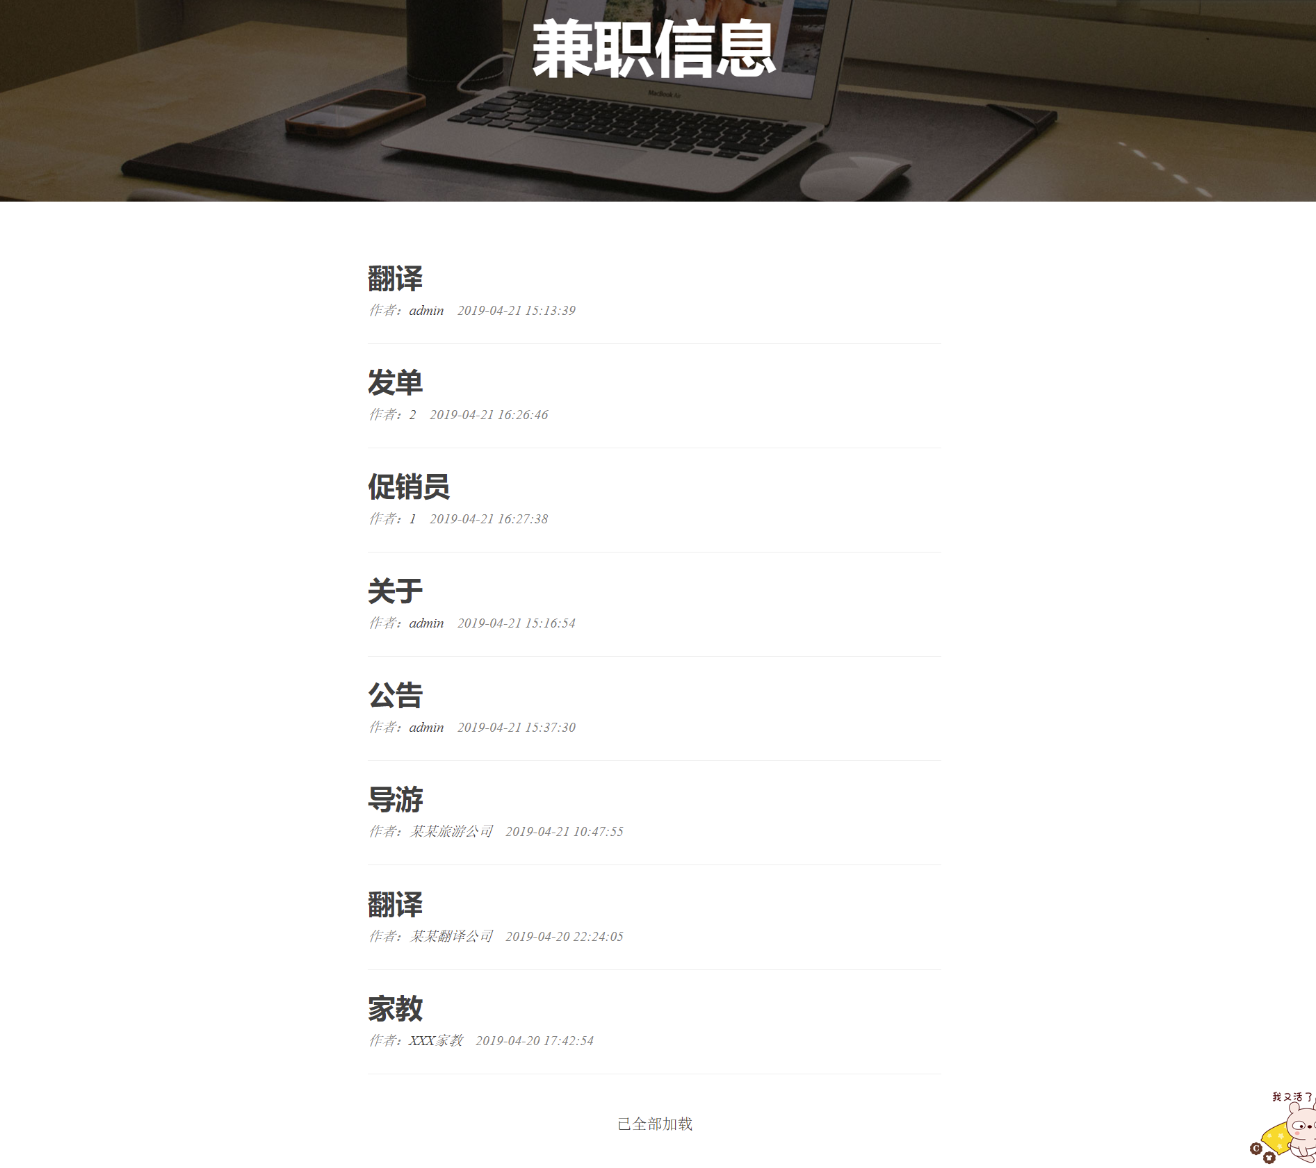 兼职信息
MacBook Air
翻译
作者：admin 2019-04-21 15:13:39
发单
作者：2 2019-04-21 16:26:46
促销员
作者：1 2019-04-21 16:27:38
关于
作者：admin 2019-04-21 15:16:54
公告
作者：admin 2019-04-21 15:37:30
导游
作者：某某旅游公司 2019-04-21 10:47:55
翻译
作者：某某翻译公司 2019-04-20 22:24:05
家教
作者：XXX家教 2019-04-20 17:42:54
我又活了
已全部加载